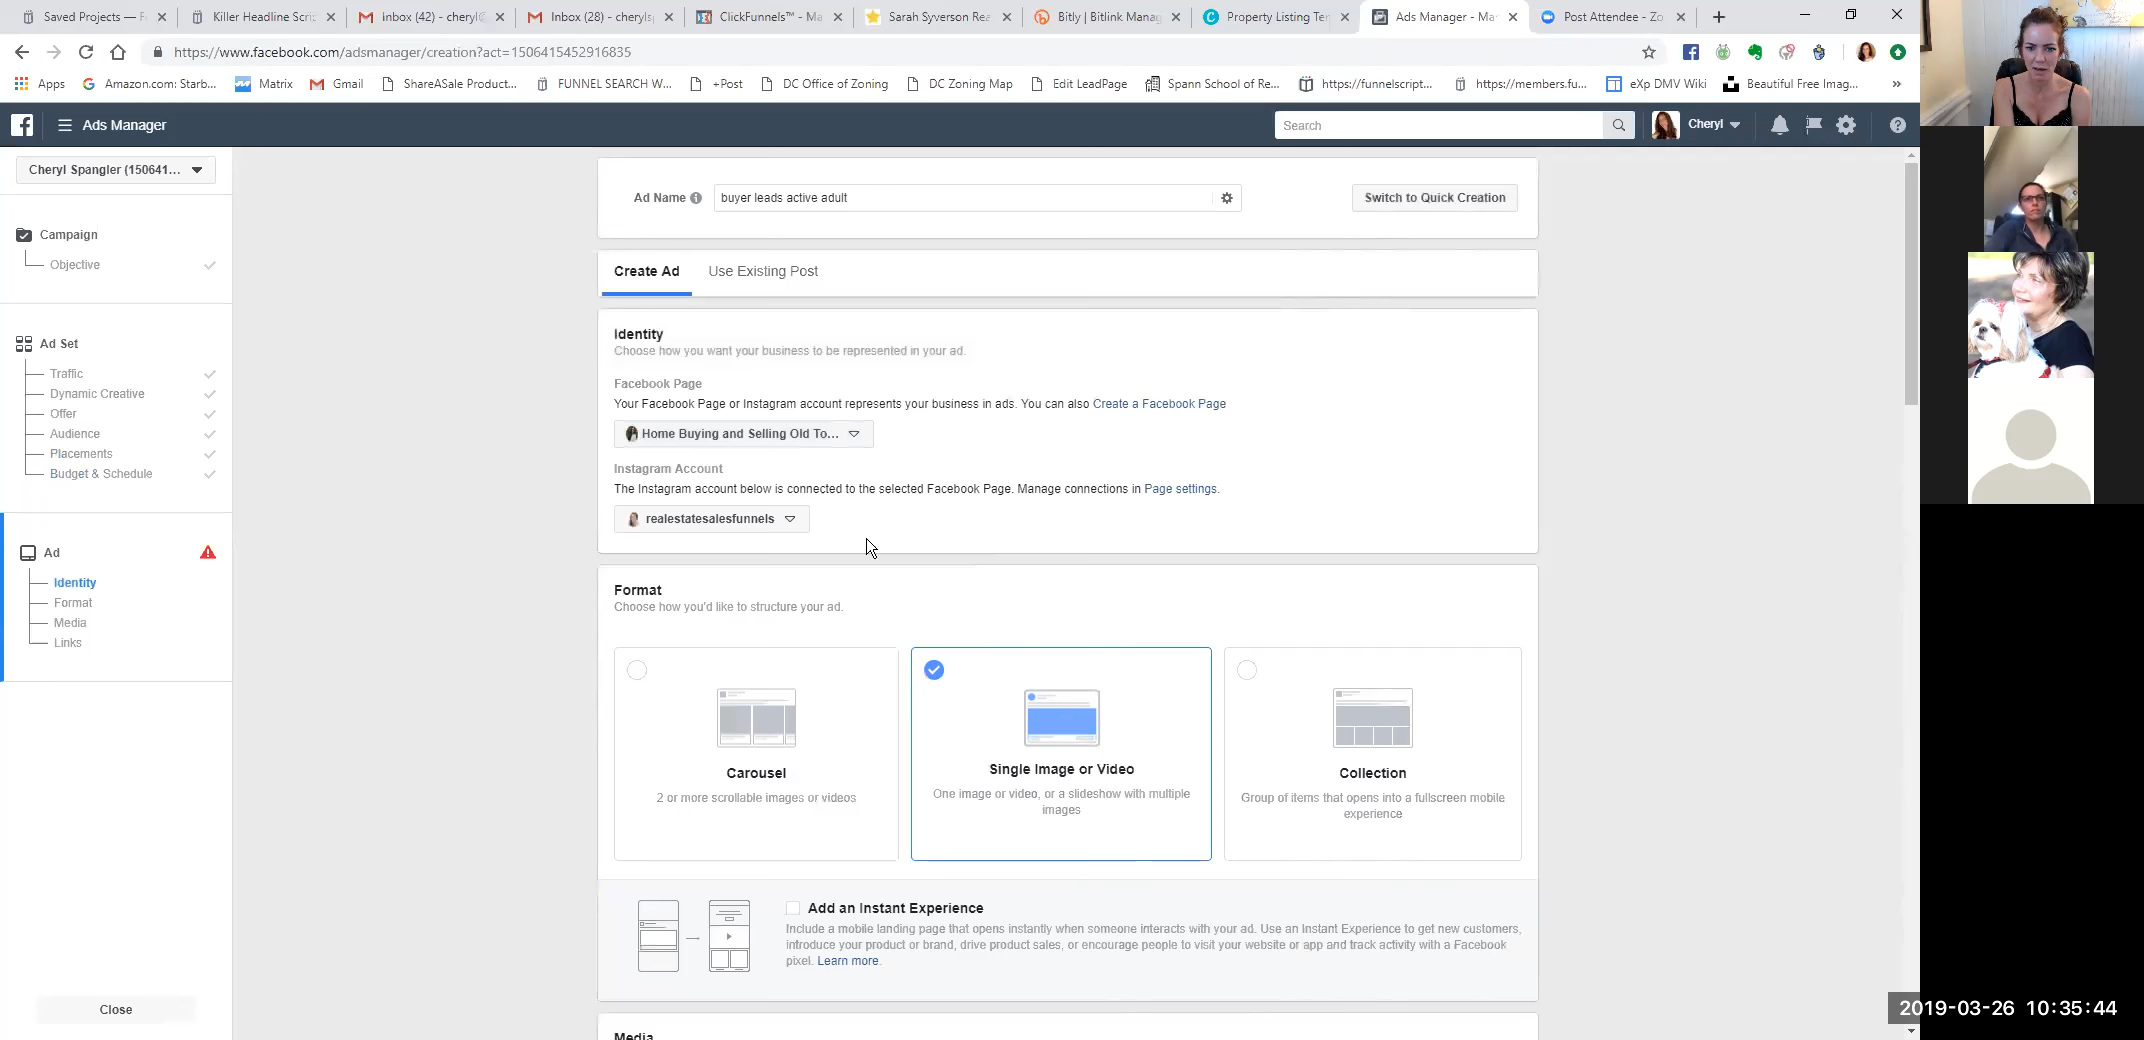 Saved Projects — F
Killer Headline Scri
Inbox (42) - cheryl@
Inbox (28) - cheryls
ClickFunnels™ - Ma
Sarah Syverson Rea
Bitly | Bitlink Manag
Property Listing Te
Ads Manager - Ma
Post Attendee - Zo
https://www.facebook.com/adsmanager/creation?act=1506415452916835
Apps
Amazon.com: Starb...
Matrix
Gmail
ShareASale Product...
FUNNEL SEARCH W...
+Post
DC Office of Zoning
DC Zoning Map
Edit LeadPage
Spann School of Re...
https://funnelscript...
https://members.fu...
eXp DMV Wiki
Beautiful Free Imag...
»
Ads Manager
Search
Cheryl
Cheryl Spangler (150641...
Campaign
Objective
Ad Set
Traffic
Dynamic Creative
Offer
Audience
Placements
Budget & Schedule
Ad
Identity
Format
Media
Links
Close
Ad Name
buyer leads active adult
Switch to Quick Creation
Create Ad
Use Existing Post
Identity
Choose how you want your business to be represented in your ad.
Facebook Page
Your Facebook Page or Instagram account represents your business in ads. You can also Create a Facebook Page
Home Buying and Selling Old To...
Instagram Account
The Instagram account below is connected to the selected Facebook Page. Manage connections in Page settings.
realestatesalesfunnels
Format
Choose how you'd like to structure your ad.
Carousel
2 or more scrollable images or videos
Single Image or Video
One image or video, or a slideshow with multiple
images
Collection
Group of items that opens into a fullscreen mobile
experience
Add an Instant Experience
Include a mobile landing page that opens instantly when someone interacts with your ad. Use an Instant Experience to get new customers,
introduce your product or brand, drive product sales, or encourage people to visit your website or app and track activity with a Facebook
pixel. Learn more.
Media
2019-03-26 10:35:44